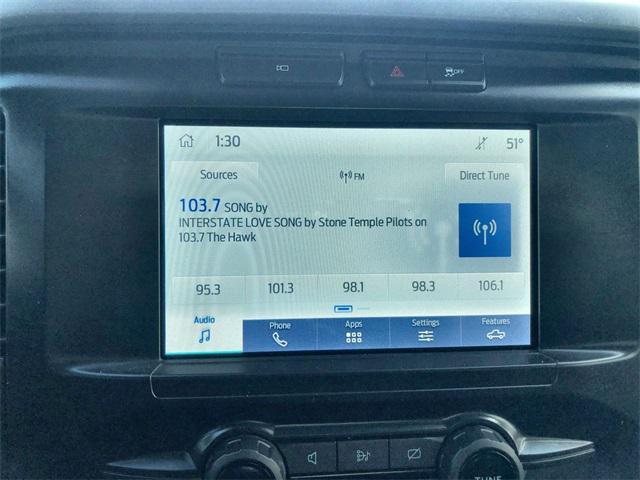 OFF
1:30
51°
Sources
FM
Direct Tune
103.7 SONG by
INTERSTATE LOVE SONG by Stone Temple Pilots on
103.7 The Hawk
95.3 101.3 98.1 98.3 106.1
Audio Phone Apps Settings Features
TUNE